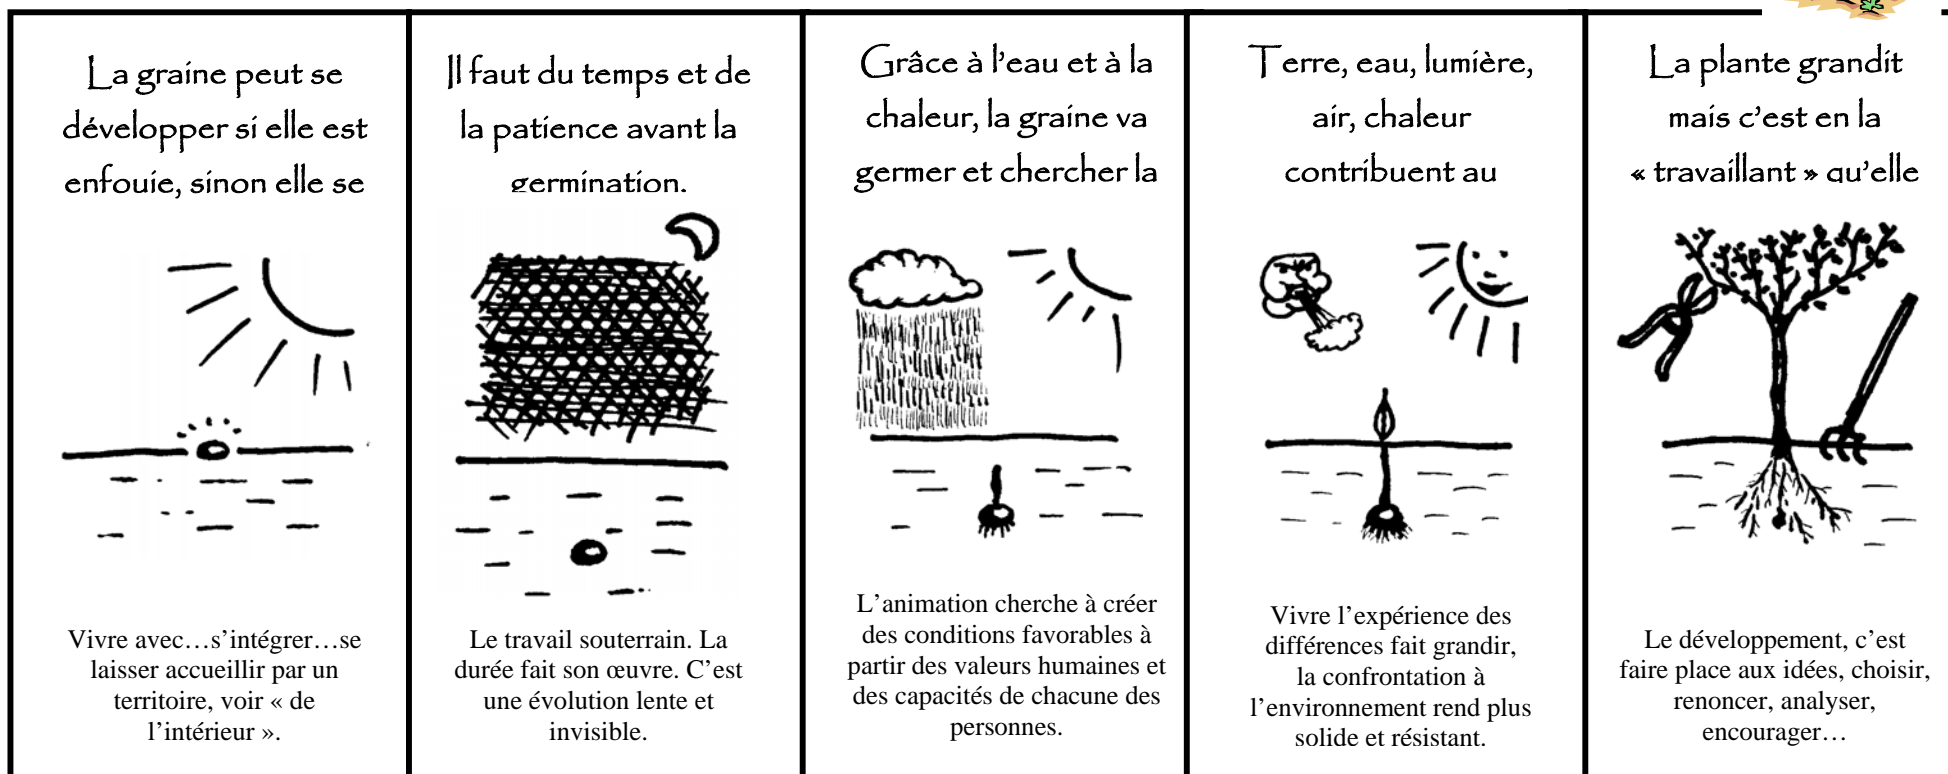 La graine peut se
développer si elle est
enfouie, sinon elle se
Vivre avec…s’intégrer…se
laisser accueillir par un
territoire, voir « de
l’intérieur ».
Il faut du temps et de
la patience avant la
germination.
Le travail souterrain. La
durée fait son œuvre. C’est
une évolution lente et
invisible.
Grâce à l’eau et à la
chaleur, la graine va
germer et chercher la
L’animation cherche à créer
des conditions favorables à
partir des valeurs humaines et
des capacités de chacune des
personnes.
Terre, eau, lumière,
air, chaleur
contribuent au
Vivre l’expérience des
différences fait grandir,
la confrontation à
l’environnement rend plus
solide et résistant.
La plante grandit
mais c’est en la
« travaillant » qu’elle
Le développement, c’est
faire place aux idées, choisir,
renoncer, analyser,
encourager…